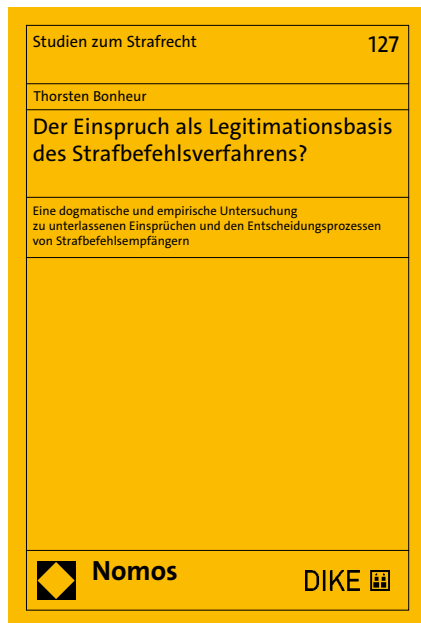 Studien zum Strafrecht 127
Thorsten Bonheur
Der Einspruch als Legitimationsbasis
des Strafbefehlsverfahrens?
Eine dogmatische und empirische Untersuchung
zu unterlassenen Einsprüchen und den Entscheidungsprozessen
von Strafbefehlsempfängern
Nomos
DIKE